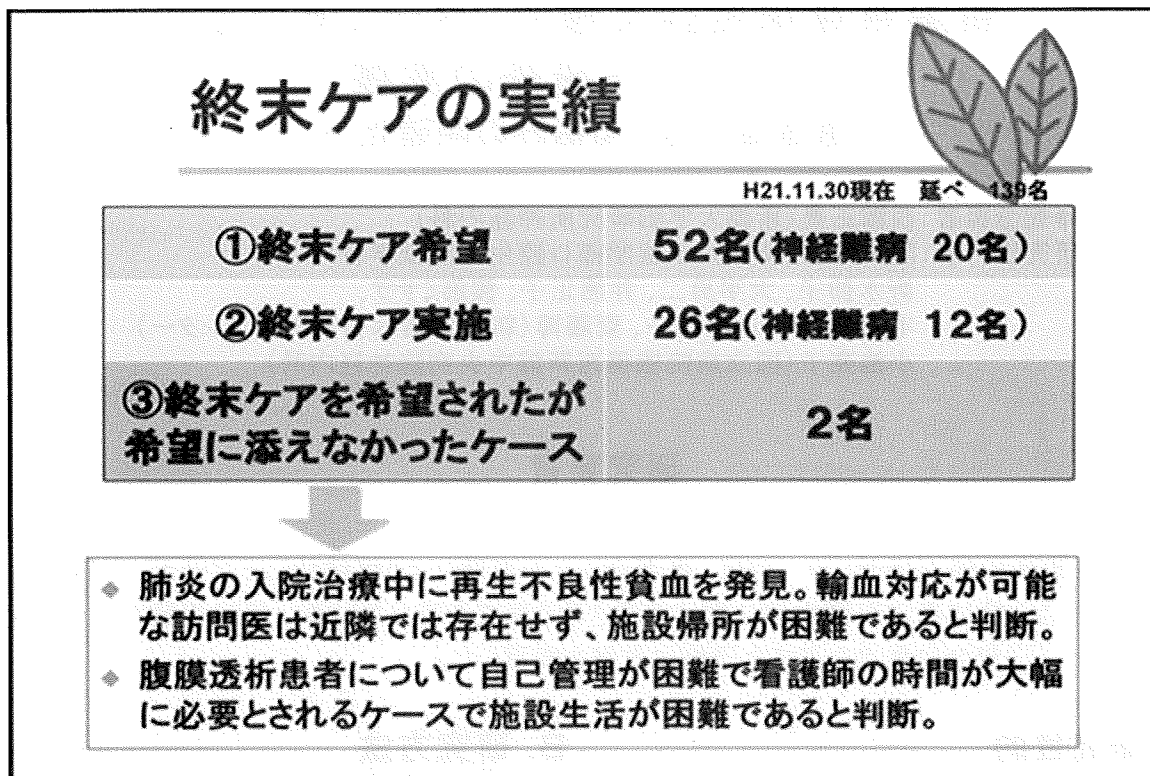 終末ケアの実績
H21.11.30現在　延べ　139名
①終末ケア希望
52名(神経難病　20名)
②終末ケア実施
26名(神経難病　12名)
③終末ケアを希望されたが
希望に添えなかったケース
2名
肺炎の入院治療中に再生不良性貧血を発見。輸血対応が可能
な訪問医は近隣では存在せず、施設帰所が困難であると判断。
腹膜透析患者について自己管理が困難で看護師の時間が大幅
に必要とされるケースで施設生活が困難であると判断。